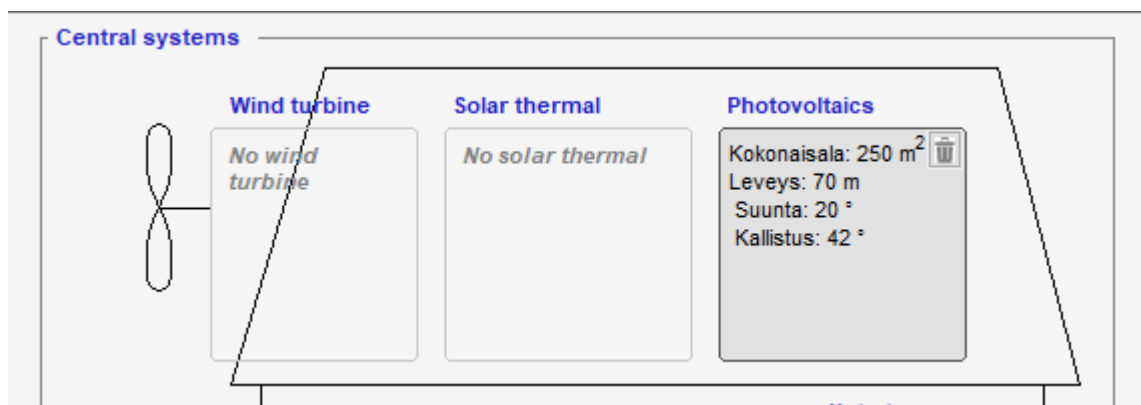 Central systems
Wind turbine
Solar thermal
Photovoltaics
No wind
turbine
No solar thermal
Kokonaisala: 250 m²
Leveys: 70 m
Suunta: 20 °
Kallistus: 42 °